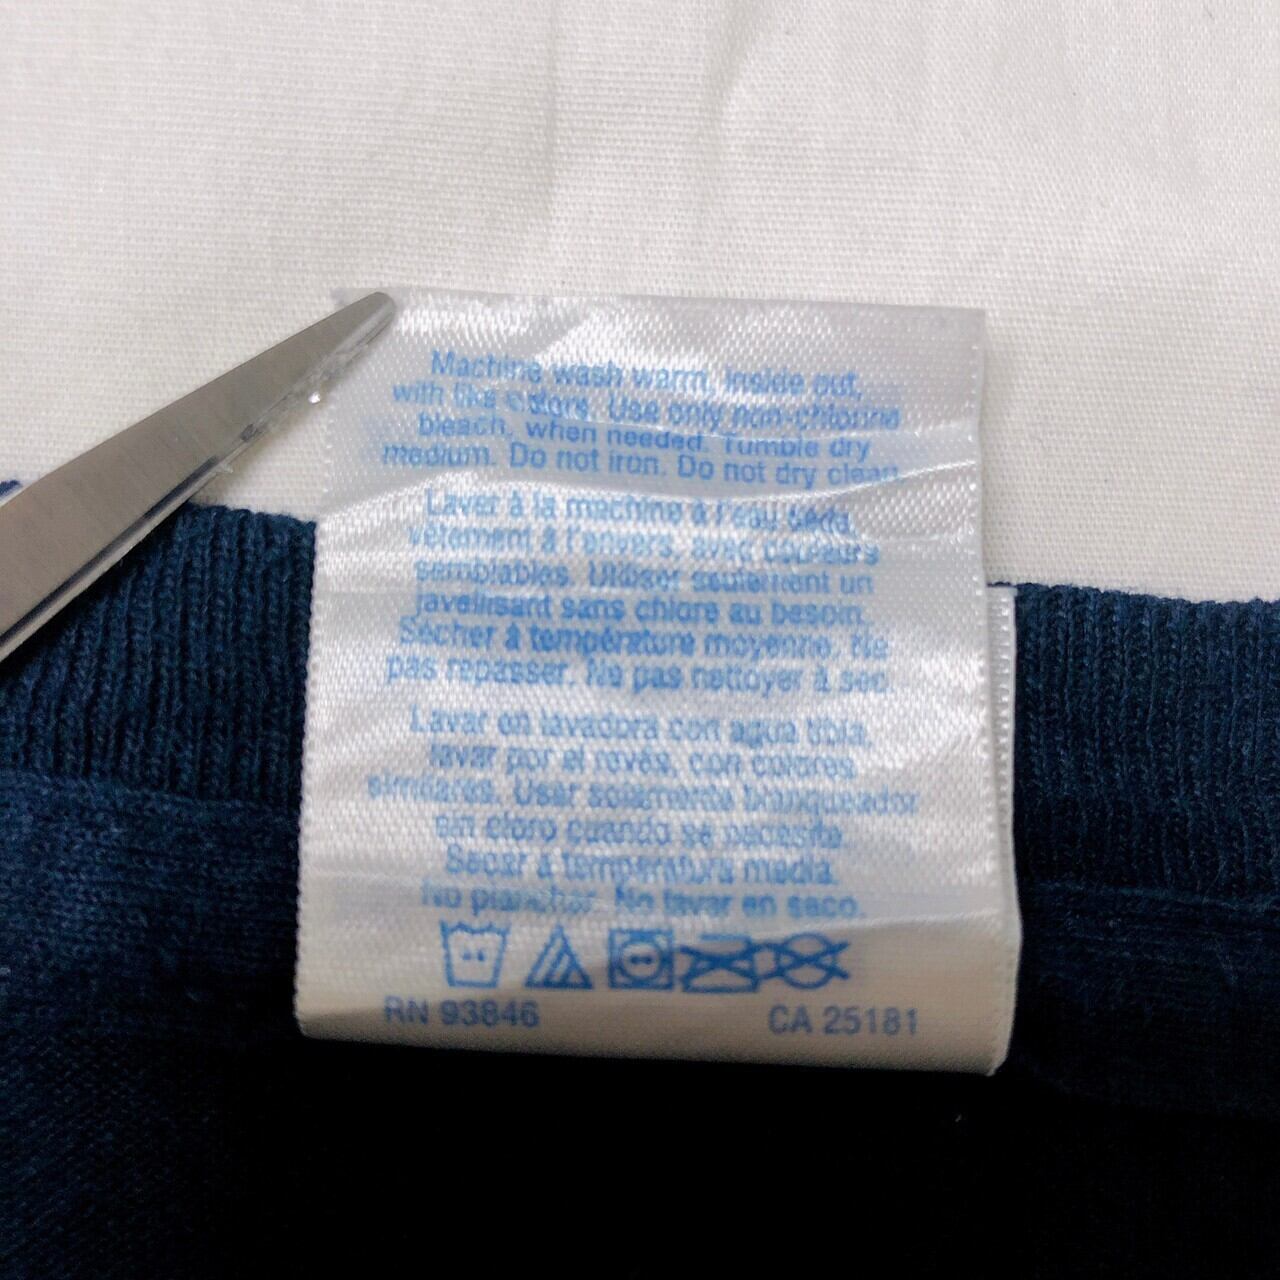 Machine wash warm, inside out,
with like colors. Use only non-chlorine
bleach, when needed. Tumble dry
medium. Do not iron. Do not dry clean
Laver à la machine à l'eau tiède,
vêtement à l'envers, avec couleurs
semblables. Utiliser seulement un
javellisant sans chlore au besoin.
Sécher à température moyenne. Ne
pas repasser. Ne pas nettoyer à sec.
Lavar en lavadora con agua tibia,
lavar por el revés, con colores
similares. Usar solamente blanqueador
sin cloro cuando se necesite.
Secar a temperatura media.
No planchar. No lavar en seco.
RN 93846
CA 25181